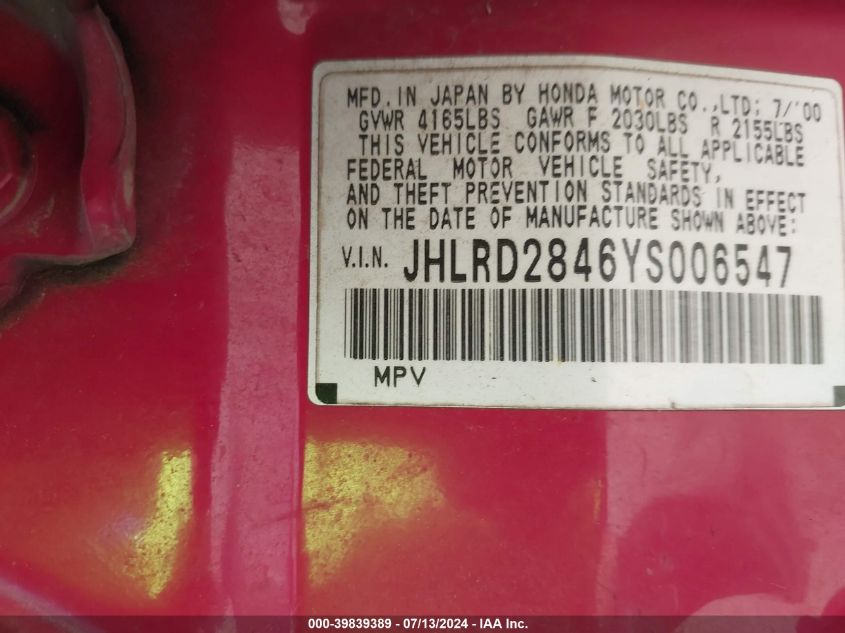 MFD. IN JAPAN BY HONDA MOTOR CO.,LTD; 7/'00
GVWR 4165LBS GAWR F 2030LBS R 2155LBS
THIS VEHICLE CONFORMS TO ALL APPLICABLE
FEDERAL MOTOR VEHICLE SAFETY,
AND THEFT PREVENTION STANDARDS IN EFFECT
ON THE DATE OF MANUFACTURE SHOWN ABOVE:
V.I.N. JHLRD2846YS006547
MPV
000-39839389 - 07/13/2024 - IAA Inc.